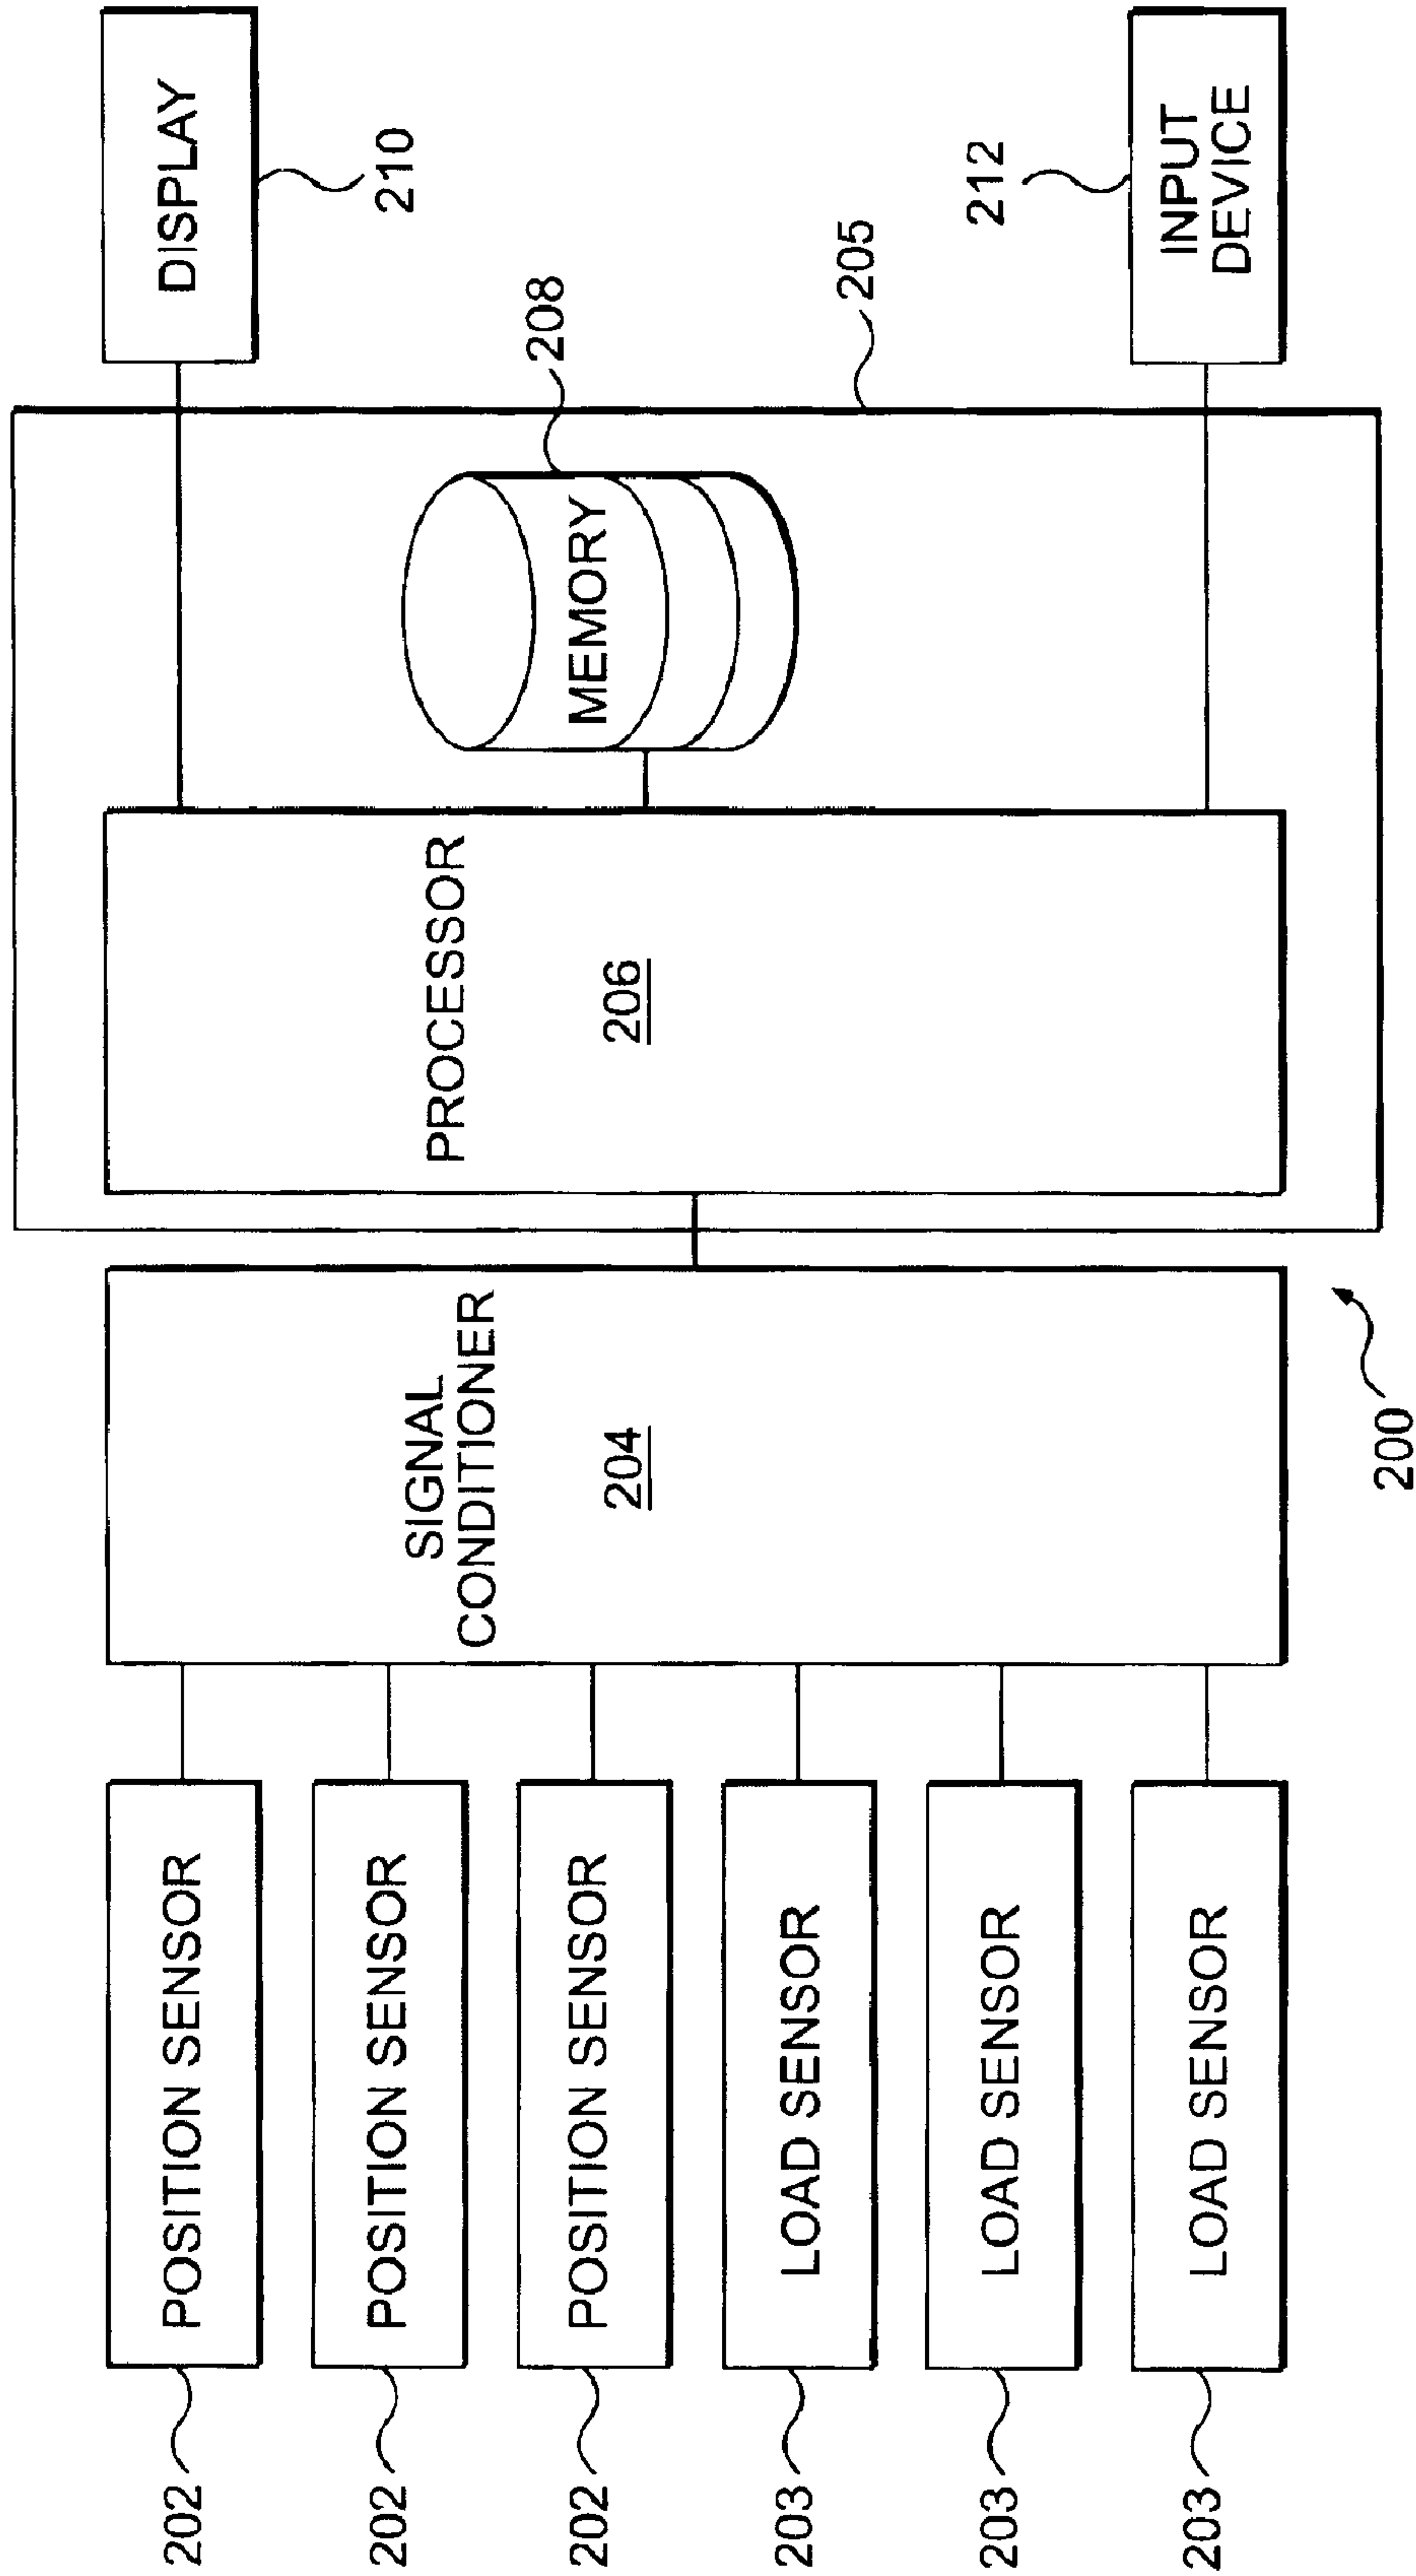 202
POSITION SENSOR
202
POSITION SENSOR
202
POSITION SENSOR
203
LOAD SENSOR
203
LOAD SENSOR
203
LOAD SENSOR
SIGNAL
CONDITIONER
204
200
PROCESSOR
206
MEMORY
208
205
DISPLAY
210
212
INPUT
DEVICE